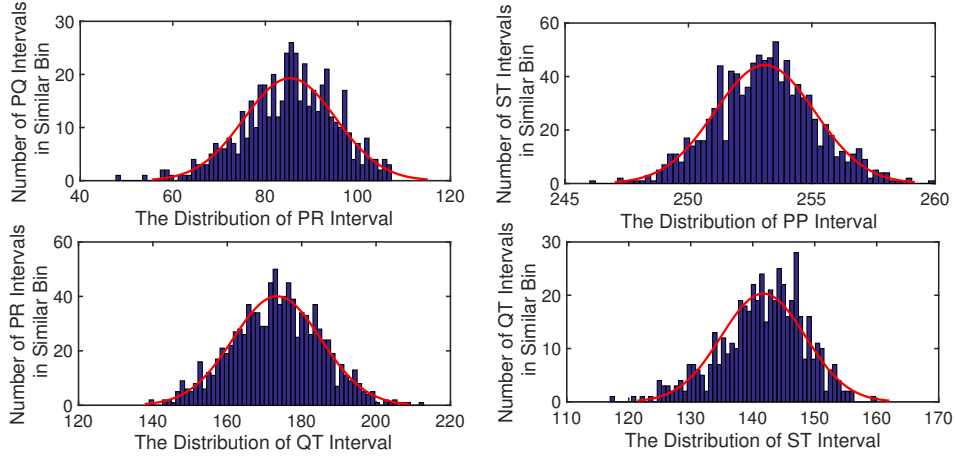 Number of PQ Intervals
in Similar Bin
30
20
10
0
40 60 80 100 120
The Distribution of PR Interval
Number of ST Intervals
in Similar Bin
60
40
20
0
245 250 255 260
The Distribution of PP Interval
Number of PR Intervals
in Similar Bin
60
40
20
0
120 140 160 180 200 220
The Distribution of QT Interval
Number of QT Intervals
in Similar Bin
30
20
10
0
110 120 130 140 150 160 170
The Distribution of ST Interval